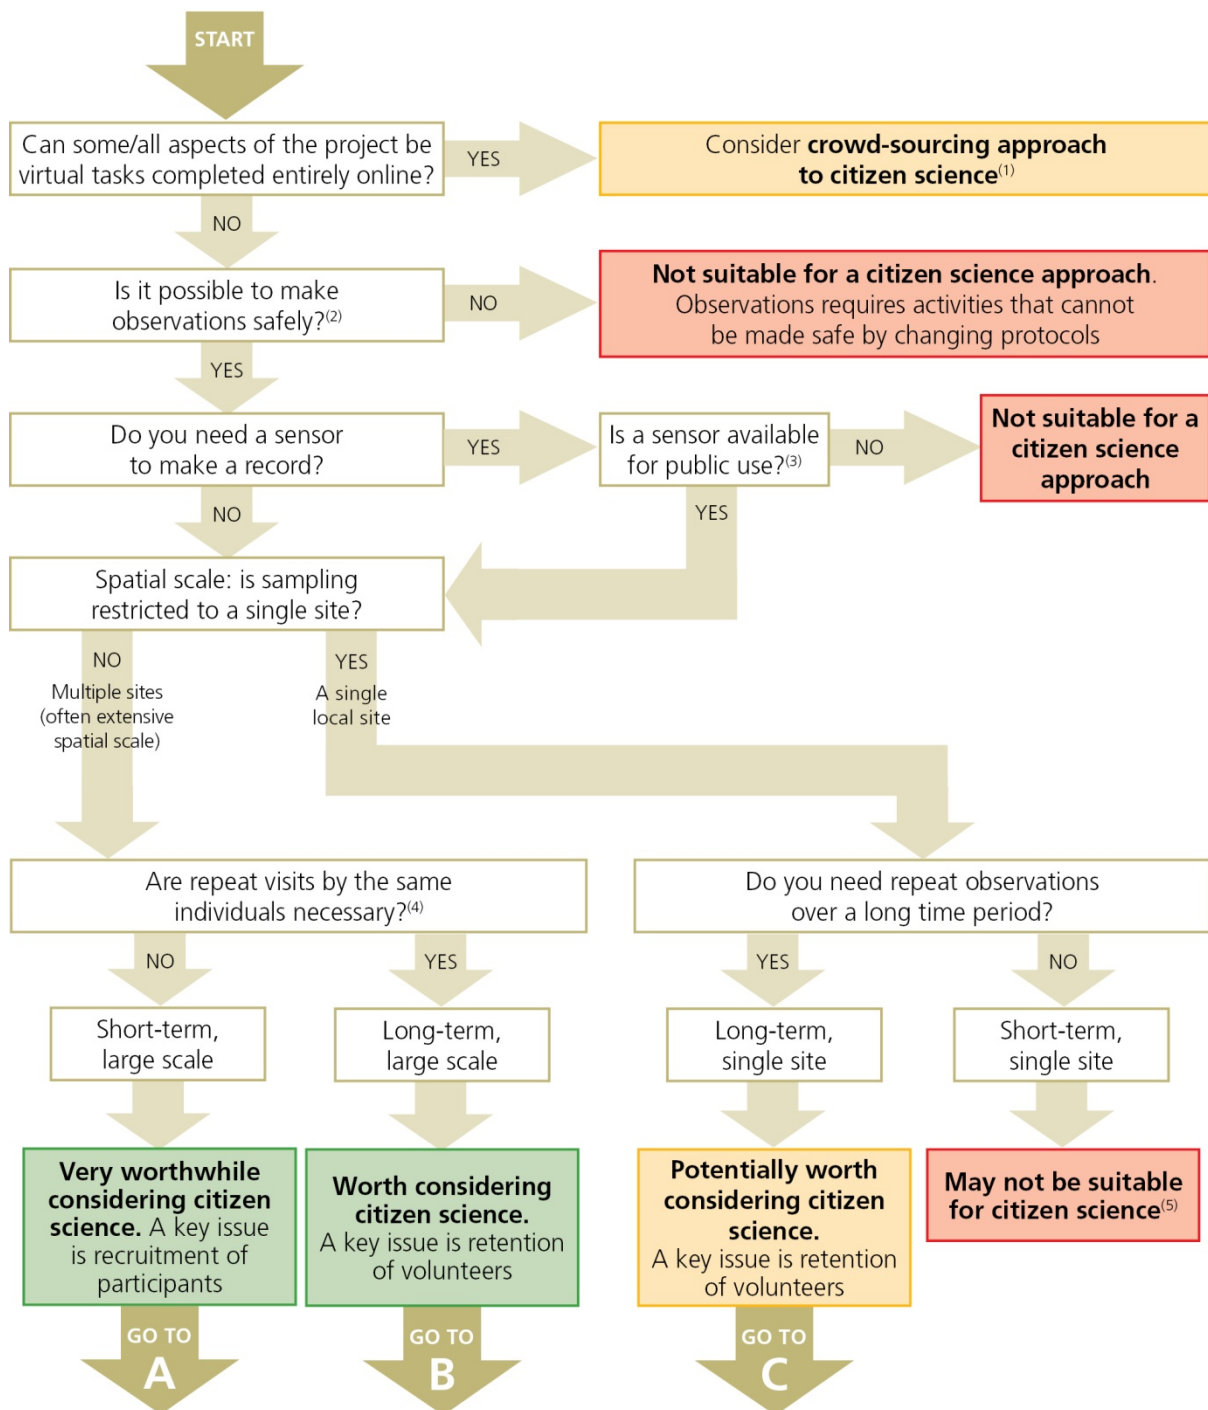 START
Can some/all aspects of the project be
virtual tasks completed entirely online?
YES
Consider crowd-sourcing approach
to citizen science(1)
NO
Is it possible to make
observations safely?(2)
NO
Not suitable for a citizen science approach.
Observations requires activities that cannot
be made safe by changing protocols
YES
Do you need a sensor
to make a record?
YES
Is a sensor available
for public use?(3)
NO
Not suitable for a
citizen science
approach
NO
YES
Spatial scale: is sampling
restricted to a single site?
NO
Multiple sites
(often extensive
spatial scale)
YES
A single
local site
Are repeat visits by the same
individuals necessary?(4)
Do you need repeat observations
over a long time period?
NO
YES
YES
NO
Short-term,
large scale
Long-term,
large scale
Long-term,
single site
Short-term,
single site
Very worthwhile
considering citizen
science. A key issue
is recruitment of
participants
Worth considering
citizen science.
A key issue is retention
of volunteers
Potentially worth
considering citizen
science.
A key issue is retention
of volunteers
May not be suitable
for citizen science(5)
GO TO
A
GO TO
B
GO TO
C